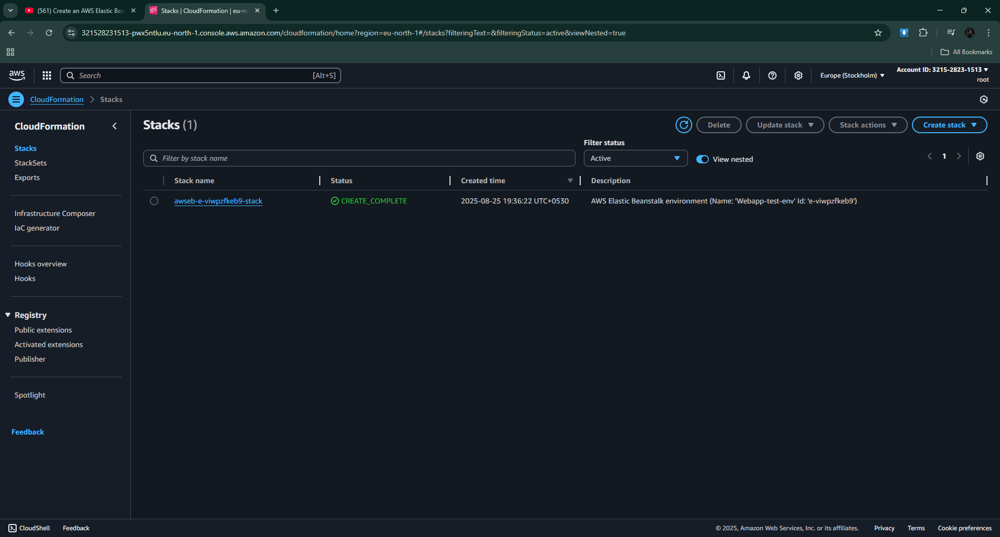 (561) Create an AWS Elastic Bea
Stacks | CloudFormation | eu-no
321528231513-pwx5ntlu.eu-north-1.console.aws.amazon.com/cloudformation/home?region=eu-north-1#/stacks?filteringText=&filteringStatus=active&viewNested=true
All Bookmarks
aws
Search
[Alt+S]
Europe (Stockholm)
Account ID: 3215-2823-1513
root
CloudFormation
Stacks
CloudFormation
Stacks
StackSets
Exports
Infrastructure Composer
IaC generator
Hooks overview
Hooks
Registry
Public extensions
Activated extensions
Publisher
Spotlight
Feedback
Stacks (1)
Delete
Update stack
Stack actions
Create stack
Filter status
Filter by stack name
Active
View nested
1
Stack name
Status
Created time
Description
awseb-e-viwpzfkeb9-stack
CREATE_COMPLETE
2025-08-25 19:36:22 UTC+0530
AWS Elastic Beanstalk environment (Name: 'Webapp-test-env' Id: 'e-viwpzfkeb9')
CloudShell
Feedback
© 2025, Amazon Web Services, Inc. or its affiliates.
Privacy
Terms
Cookie preferences